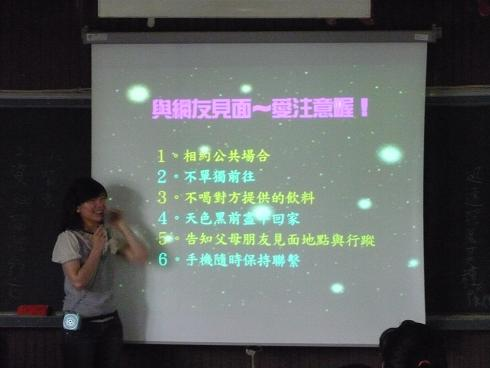 與網友見面~要注意喔！
1。相約公共場合
2。不單獨前往
3。不喝對方提供的飲料
4。天色黑前盡早回家
5。告知父母朋友見面地點與行蹤
6。手機隨時保持聯繫